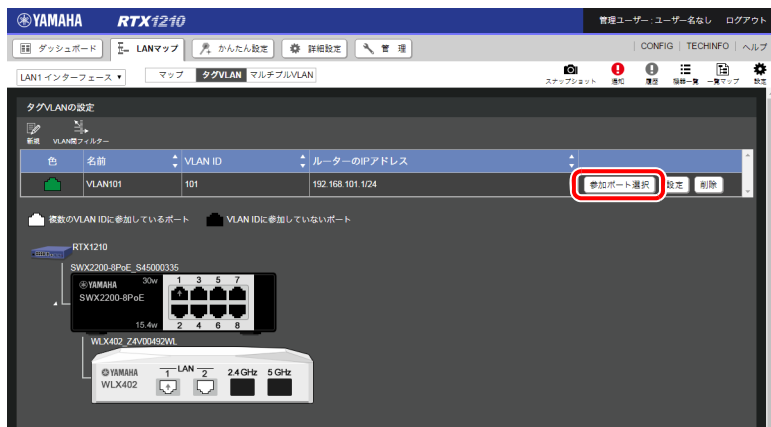 YAMAHA RTX1210 管理ユーザー : ユーザー名なし ログアウト
ダッシュボード LANマップ かんたん設定 詳細設定 管 理 CONFIG TECHINFO ヘルプ
LAN1 インターフェース ▼ マップ タグVLAN マルチプルVLAN スナップショット 通知 履歴 機器一覧 一覧マップ 設定
タグVLANの設定
新規 VLAN間フィルター
色 名前 VLAN ID ルーターのIPアドレス
VLAN101 101 192.168.101.1/24 参加ポート選択 設定 削除
複数のVLAN IDに参加しているポート VLAN IDに参加していないポート
RTX1210
SWX2200-8PoE_S45000335
YAMAHA 30w 1 3 5 7
SWX2200-8PoE
15.4w 2 4 6 8
WLX402_Z4V00492WL
YAMAHA 1 LAN 2 2.4 GHz 5 GHz
WLX402